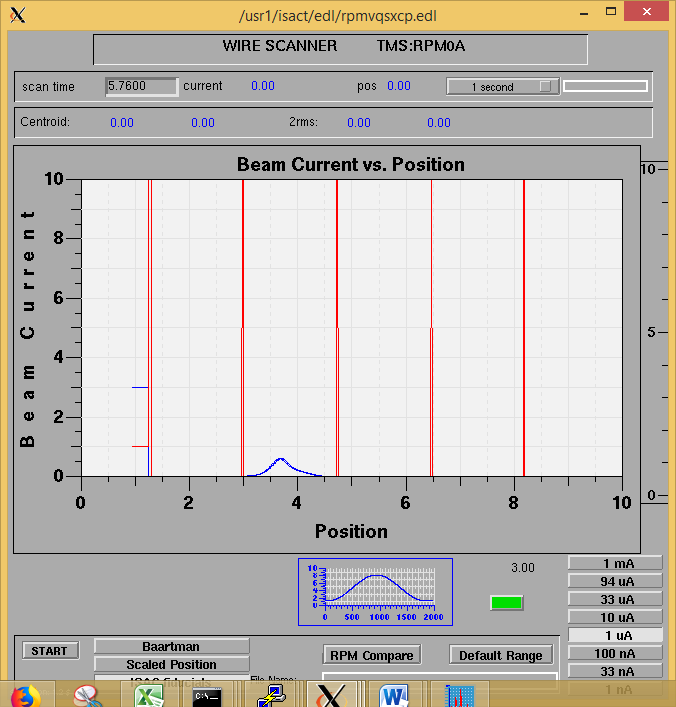 /usr1/isact/edl/rpmvqsxcp.edl
WIRE SCANNER TMS:RPM0A
scan time 5.7600 current 0.00 pos 0.00 1 second
Centroid: 0.00 0.00 2rms: 0.00 0.00
Beam Current vs. Position
10
8
6
4
2
0
Beam Current
0 2 4 6 8 10
Position
10
5
0
10
8
6
4
2
0
0 500 1000 1500 2000
3.00
1 mA
94 uA
33 uA
10 uA
1 uA
100 nA
33 nA
1 nA
START
Baartman
Scaled Position
ISAC fiducials
File Name:
RPM Compare
Default Range
C:\_